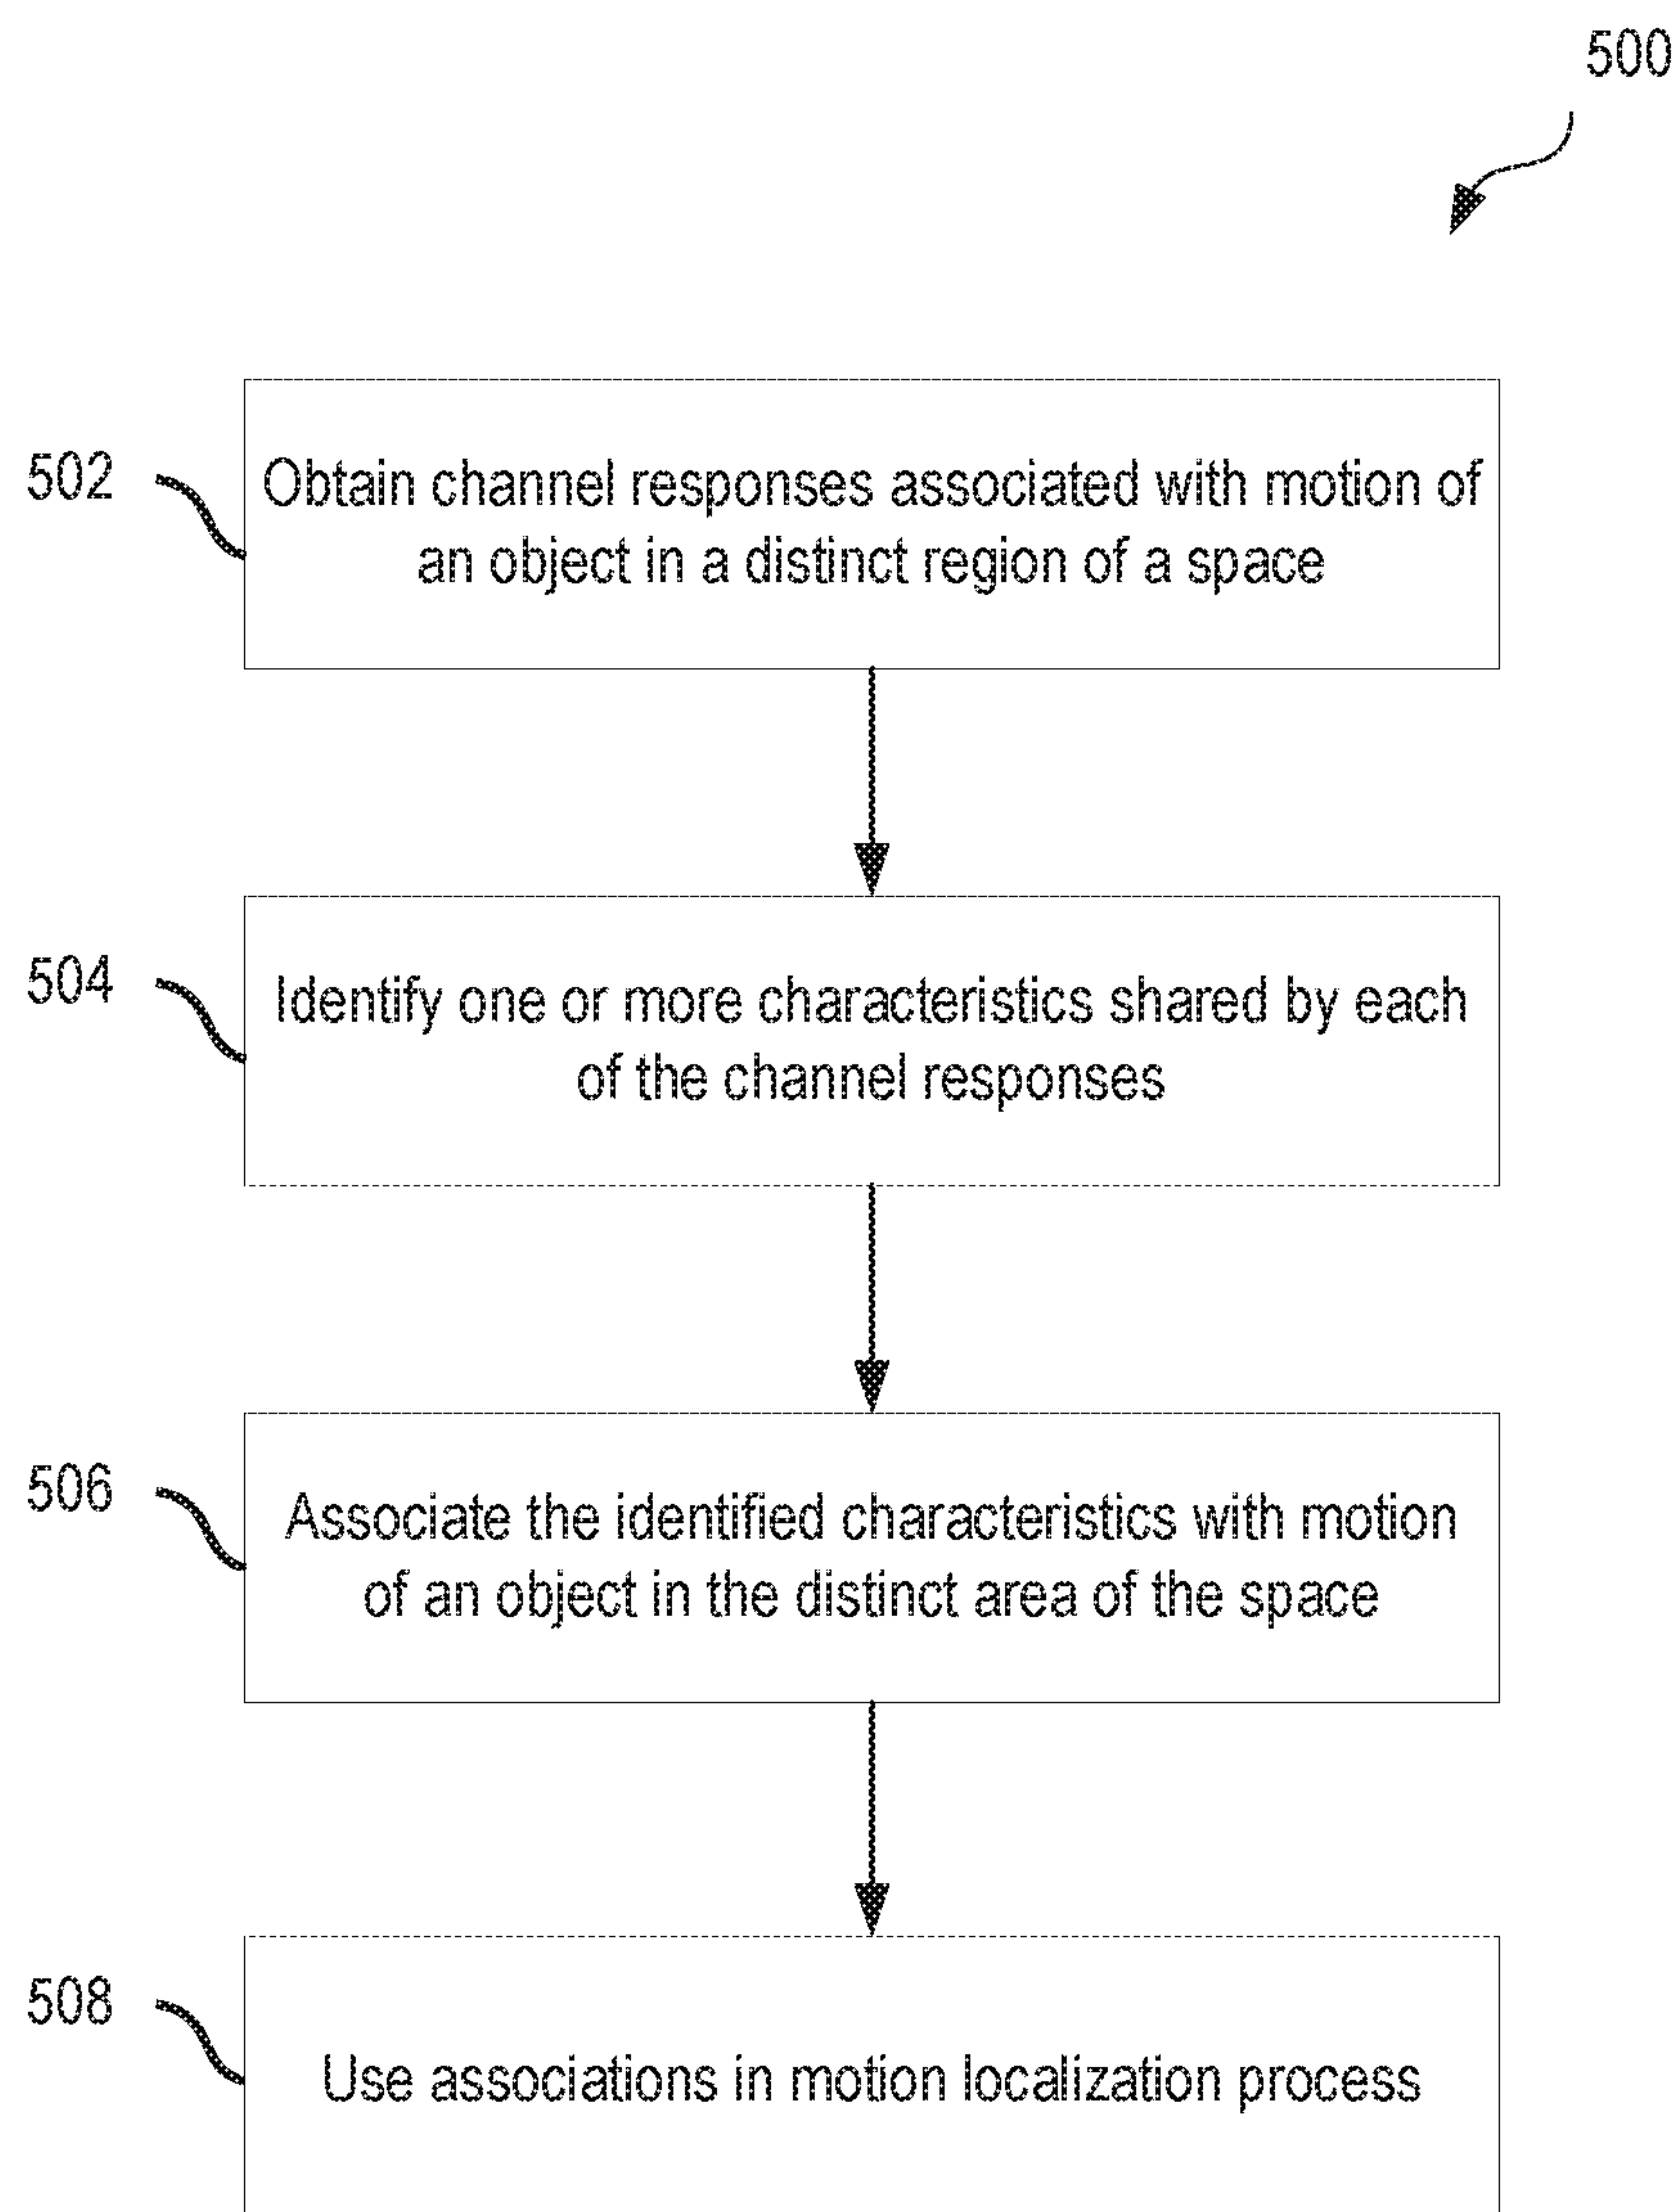 500
502
Obtain channel responses associated with motion of
an object in a distinct region of a space
504
Identify one or more characteristics shared by each
of the channel responses
506
Associate the identified characteristics with motion
of an object in the distinct area of the space
508
Use associations in motion localization process